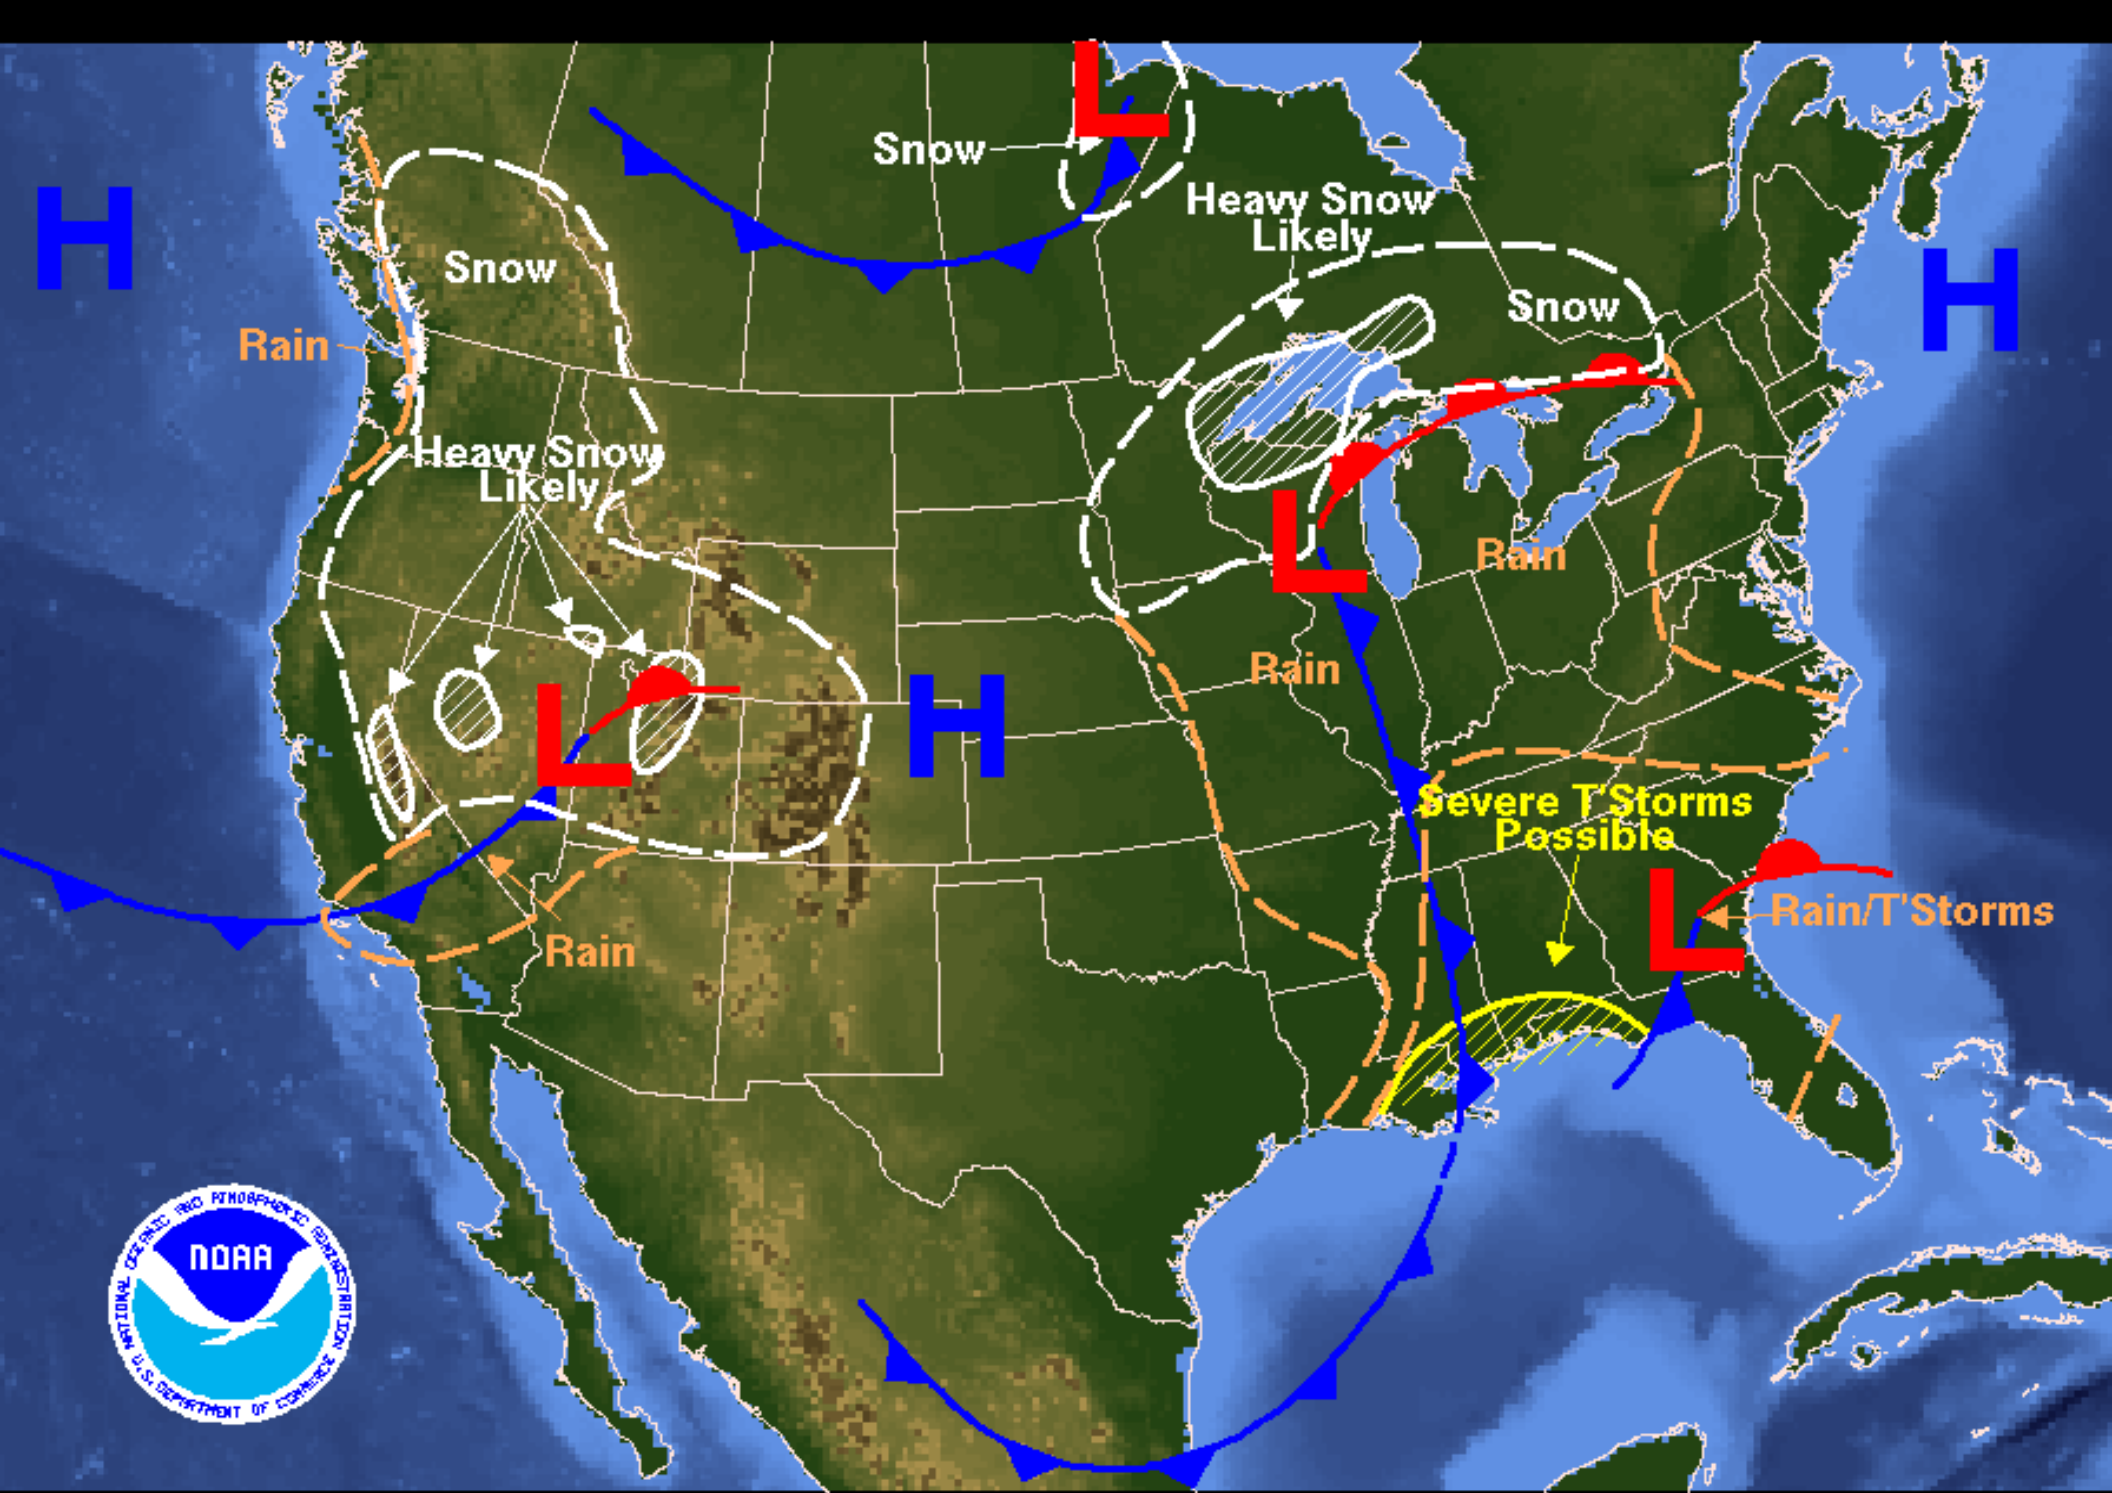 L
Snow
Heavy Snow
Likely
H
H
Snow
Snow
Rain
Heavy Snow
Likely
L
Rain
Rain
H
L
Severe T'Storms
Possible
L
Rain/T'Storms
Rain
NATIONAL OCEANIC AND ATMOSPHERIC ADMINISTRATION
NOAA
U.S. DEPARTMENT OF COMMERCE